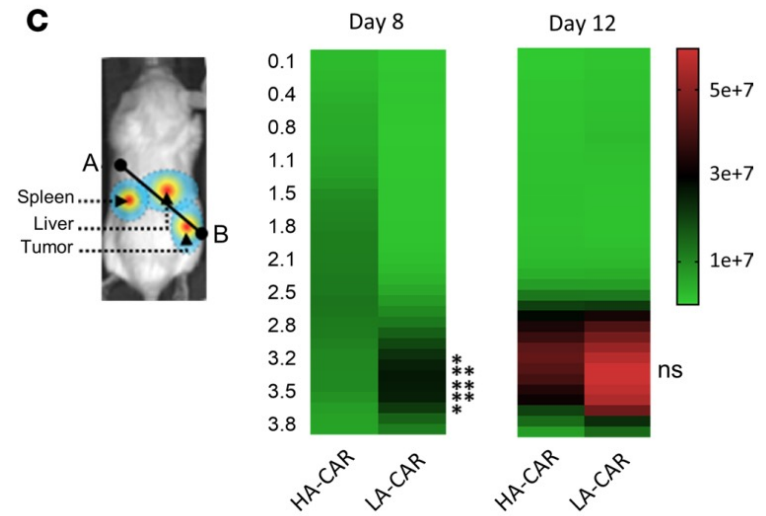 C
Day 8
Day 12
A
B
Spleen
Liver
Tumor
0.1
0.4
0.8
1.1
1.5
1.8
2.1
2.5
2.8
3.2
3.5
3.8
*
**
**
**
*
ns
5e+7
3e+7
1e+7
HA-CAR
LA-CAR
HA-CAR
LA-CAR